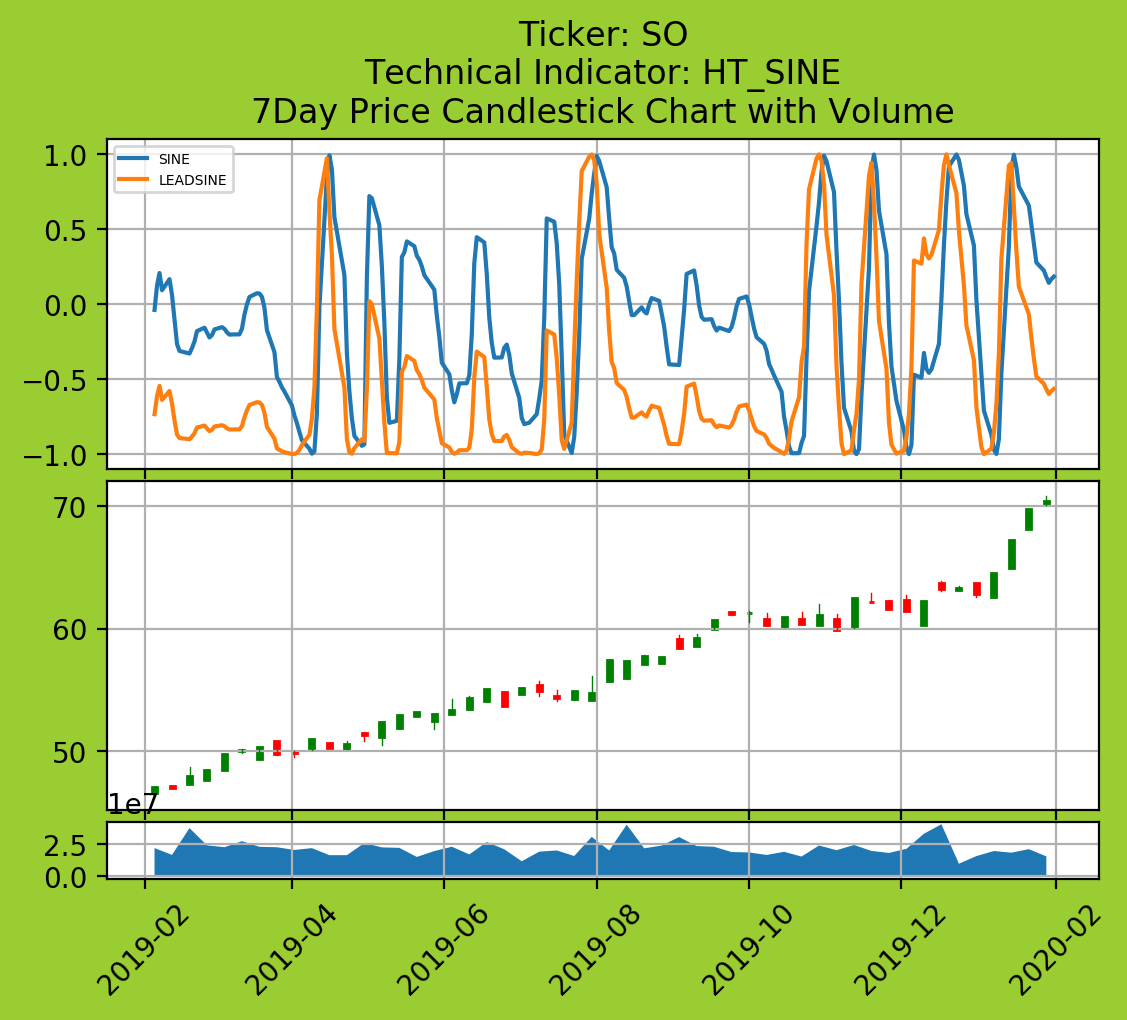 Ticker: SO
Technical Indicator: HT_SINE
7Day Price Candlestick Chart with Volume
1.0
0.5
0.0
−0.5
−1.0
SINE
LEADSINE
70
60
50
1e7
2.5
0.0
2019-02
2019-04
2019-06
2019-08
2019-10
2019-12
2020-02